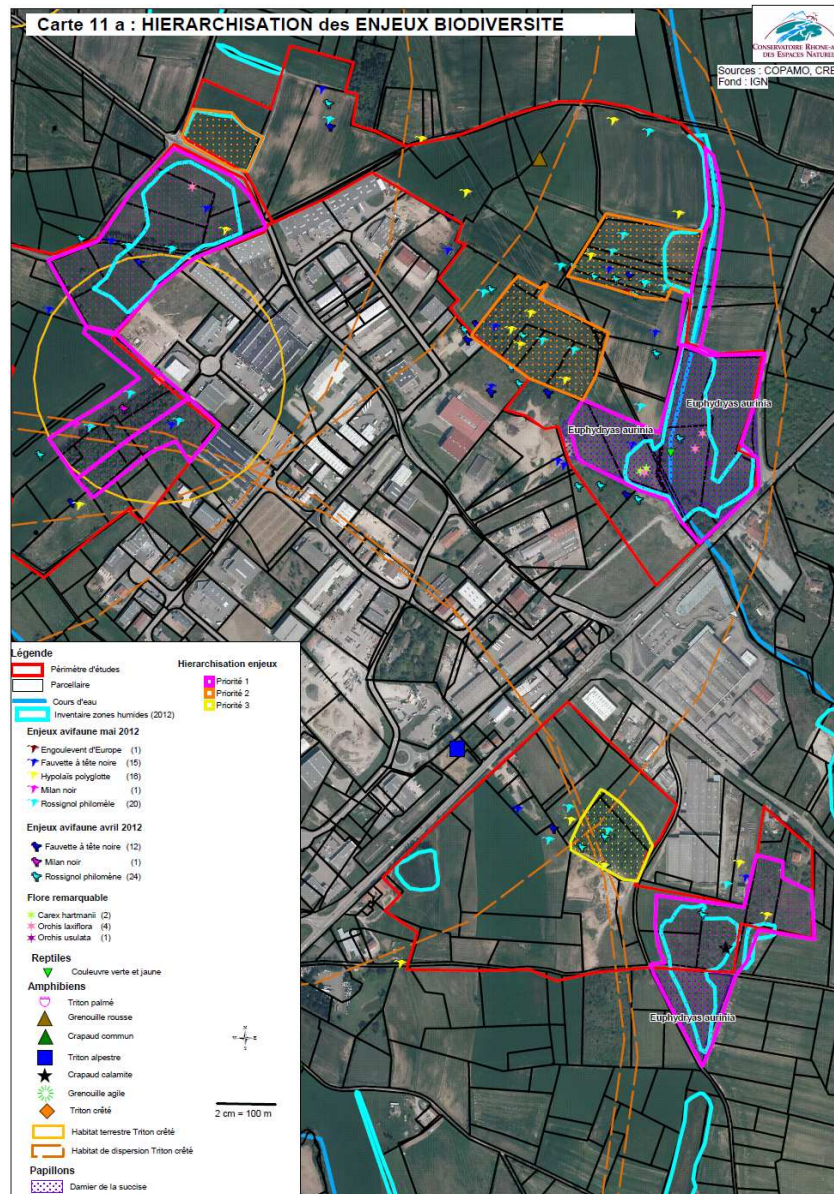 Carte 11 a : HIERARCHISATION des ENJEUX BIODIVERSITE
CONSERVATOIRE RHONE-A
DES ESPACES NATUREL
Sources : COPAMO, CRE
Fond : IGN
Euphydryas aurinia
Euphydryas aurinia
Euphydryas aurinia
Légende
Périmètre d'études
Parcellaire
Cours d'eau
Inventaire zones humides (2012)
Hierarchisation enjeux
Priorité 1
Priorité 2
Priorité 3
Enjeux avifaune mai 2012
Engoulevent d'Europe (1)
Fauvette à tête noire (15)
Hypolaïs polyglotte (16)
Milan noir (1)
Rossignol philomèle (20)
Enjeux avifaune avril 2012
Fauvette à tête noire (12)
Milan noir (1)
Rossignol philomène (24)
Flore remarquable
Carex hartmanii (2)
Orchis laxiflora (4)
Orchis usulata (1)
Reptiles
Couleuvre verte et jaune
Amphibiens
Triton palmé
Grenouille rousse
Crapaud commun
Triton alpestre
Crapaud calamite
Grenouille agile
Triton crêté
Habitat terrestre Triton crêté
Habitat de dispersion Triton crêté
Papillons
Damier de la succise
N
W E
S
2 cm = 100 m